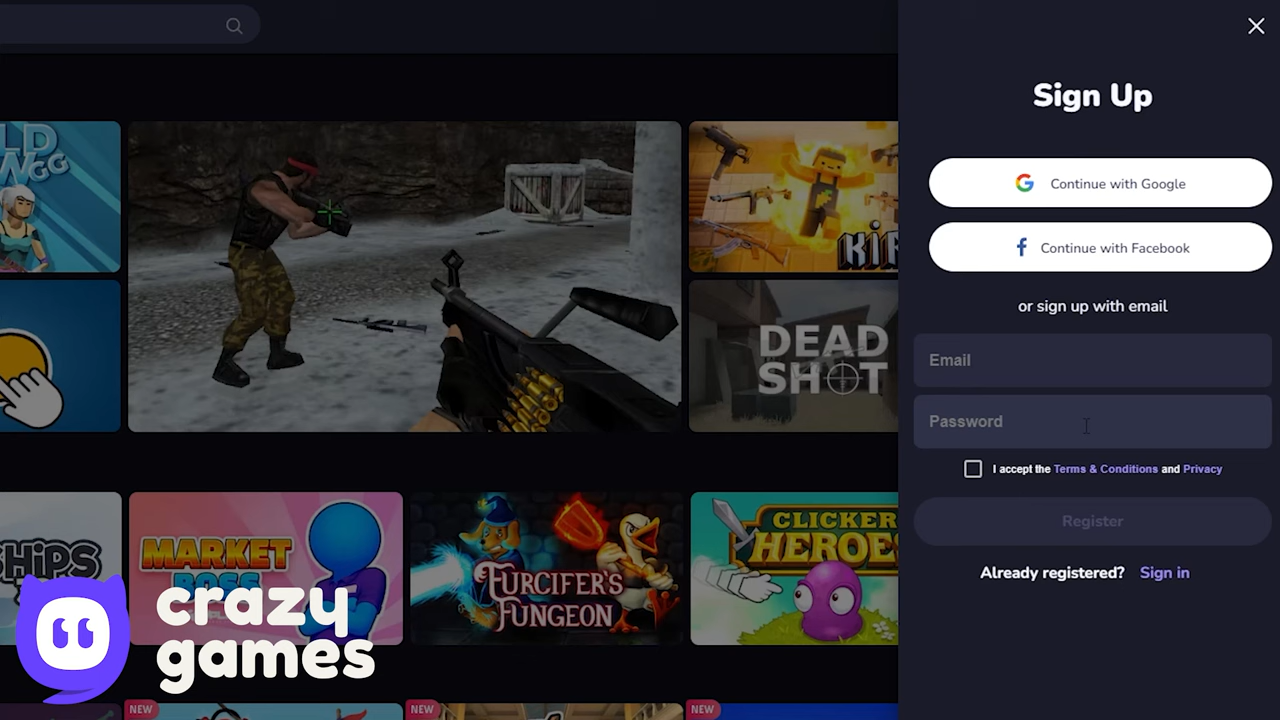 Sign Up
Continue with Google
Continue with Facebook
or sign up with email
Email
Password
I accept the Terms & Conditions and Privacy
Register
Already registered? Sign in
DEAD
SHOT
MARKET
BOSS
FURCIFER'S
FUNGEON
CLICKER
HEROES
crazy
games
NEW
NEW
NEW